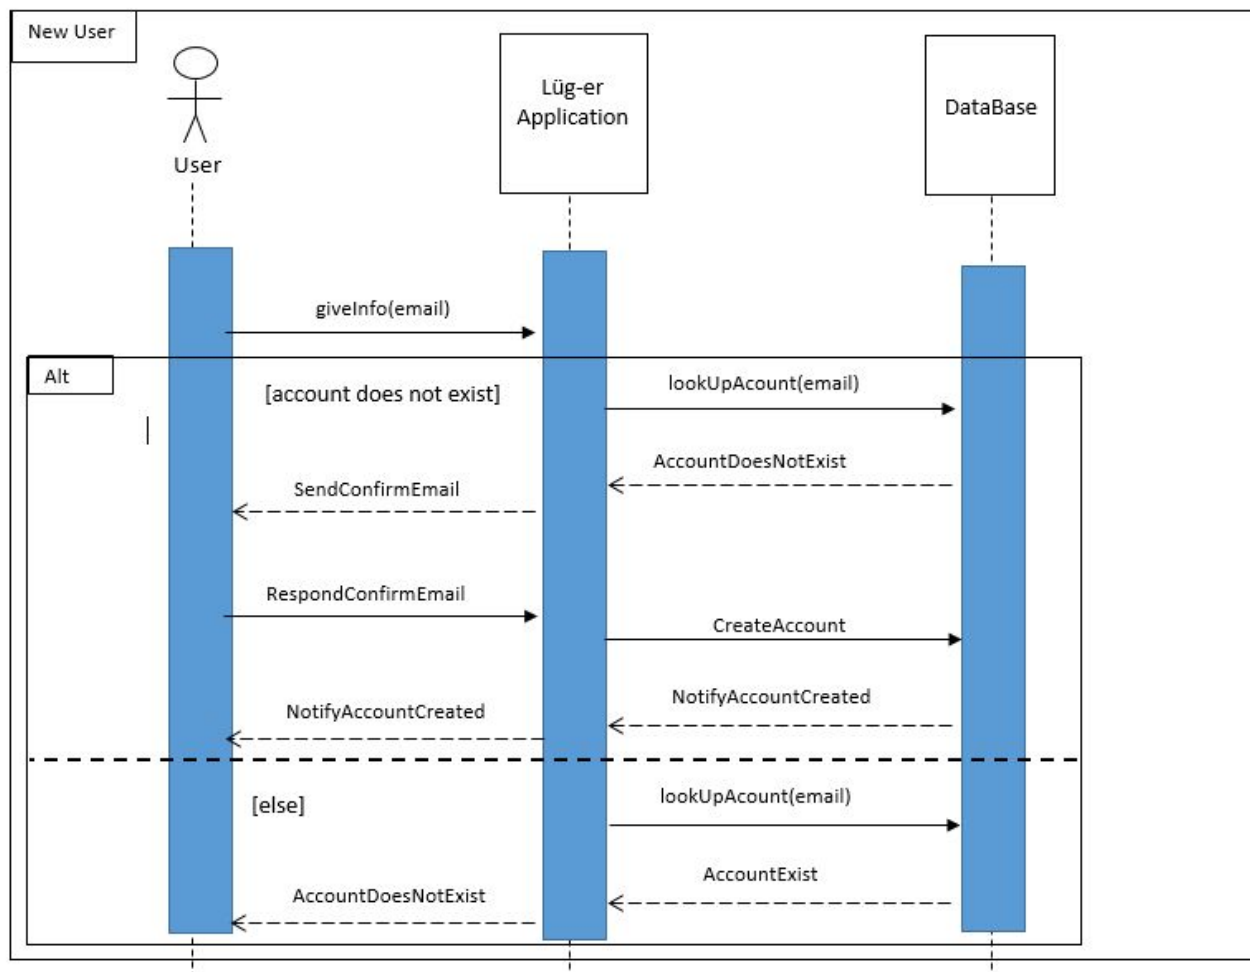 New User
User
Lüg-er
Application
DataBase
giveInfo(email)
Alt
[account does not exist]
lookUpAcount(email)
AccountDoesNotExist
SendConfirmEmail
RespondConfirmEmail
CreateAccount
NotifyAccountCreated
NotifyAccountCreated
[else]
lookUpAcount(email)
AccountExist
AccountDoesNotExist